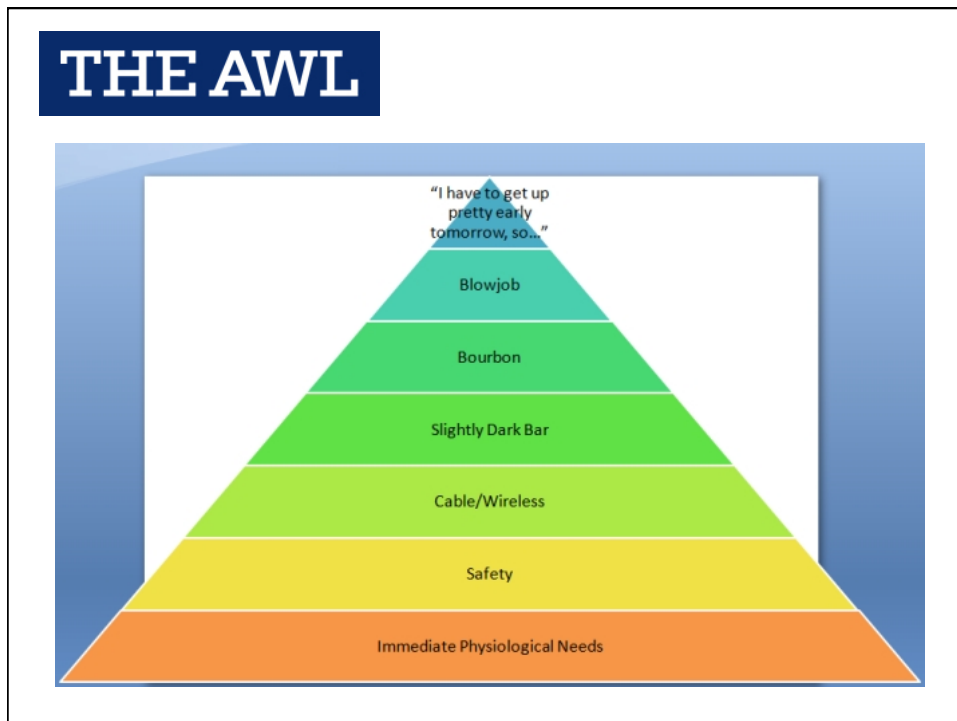 THE AWL
“I have to get up
pretty early
tomorrow, so…”
Blowjob
Bourbon
Slightly Dark Bar
Cable/Wireless
Safety
Immediate Physiological Needs